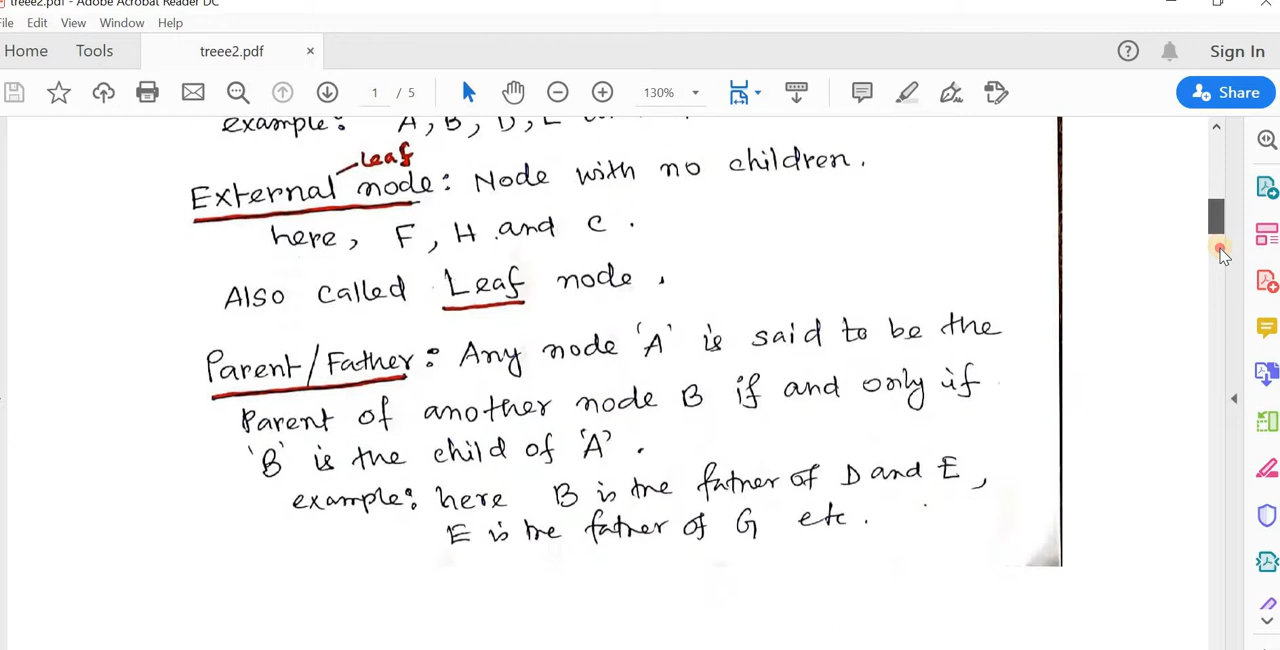 treee2.pdf - Adobe Acrobat Reader DC
File Edit View Window Help
Home Tools treee2.pdf × Sign In
1 / 5 130% Share
example: A, B, D, E
leaf
External node: Node with no children.
here, F, H and C.
Also called Leaf node.
Parent/Father: Any node 'A' is said to be the
Parent of another node B if and only if
'B' is the child of 'A'.
example: here B is the father of D and E,
E is the father of G etc.